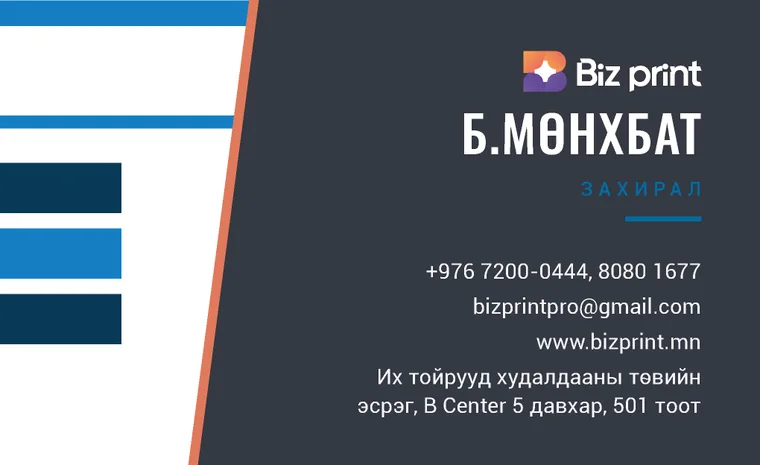 Biz print
Б.МӨНХБАТ
ЗАХИРАЛ
+976 7200-0444, 8080 1677
bizprintpro@gmail.com
www.bizprint.mn
Их тойрууд худалдааны төвийн
эсрэг, B Center 5 давхар, 501 тоот